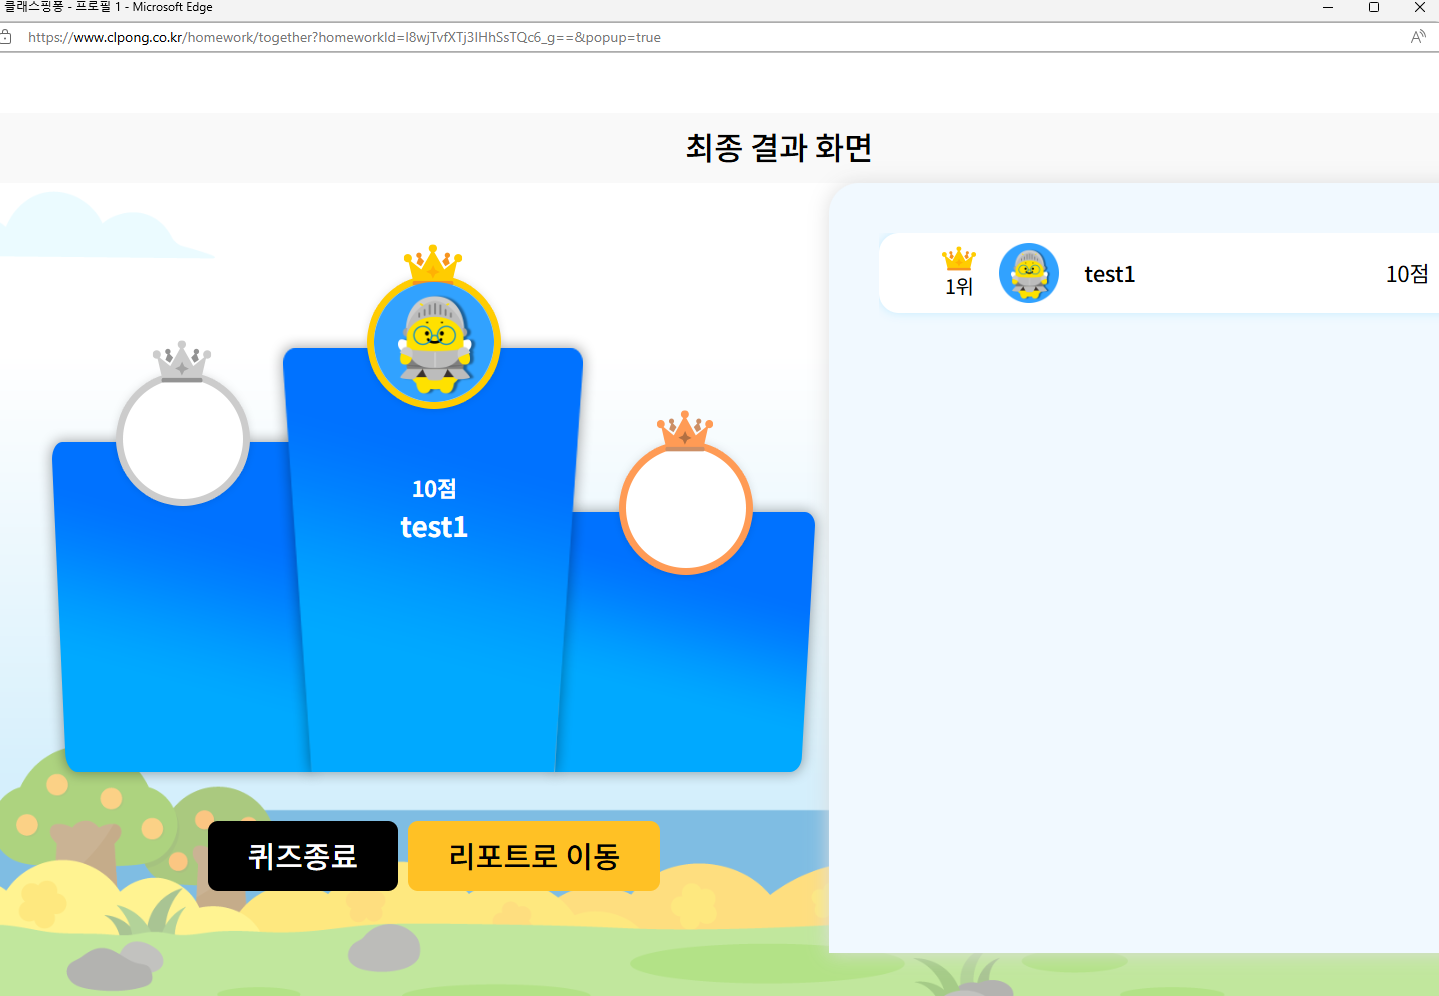 클래스핑퐁 - 프로필 1 - Microsoft Edge
https://www.clpong.co.kr/homework/together?homeworkId=I8wjTvfXTj3IHhSsTQc6_g==&popup=true
최종 결과 화면
1위 test1 10점
10점
test1
퀴즈종료 리포트로 이동